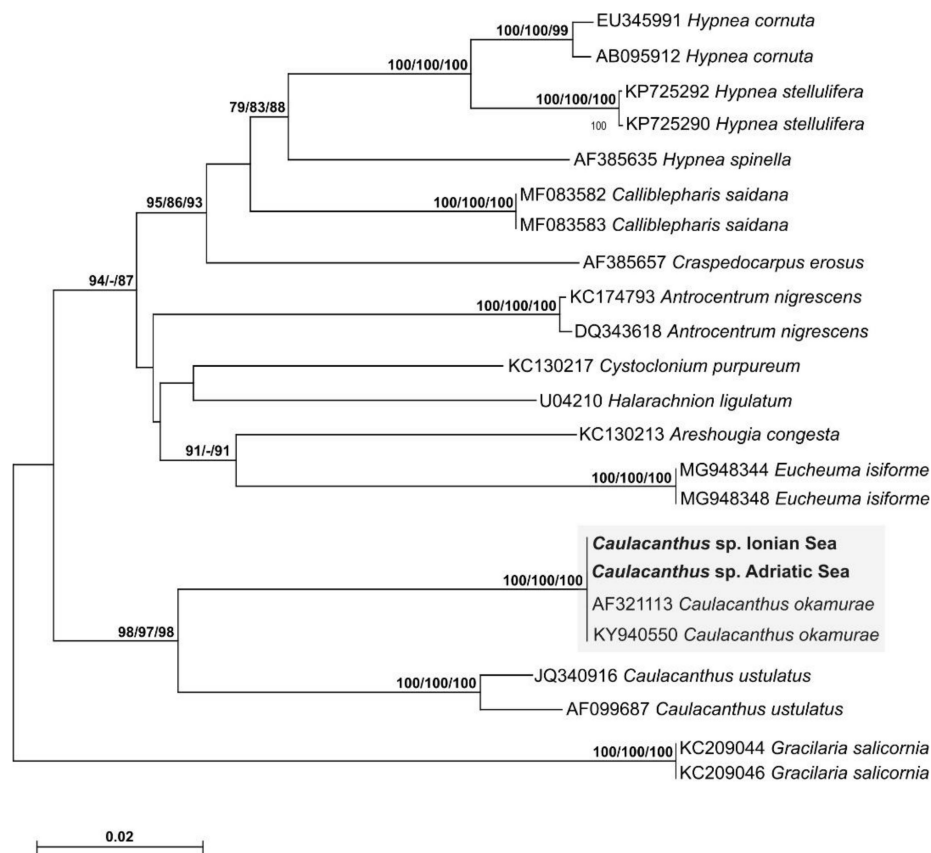 EU345991 Hypnea cornuta
100/100/99
AB095912 Hypnea cornuta
100/100/100
KP725292 Hypnea stellulifera
100/100/100
79/83/88
100 KP725290 Hypnea stellulifera
AF385635 Hypnea spinella
MF083582 Calliblepharis saidana
95/86/93
100/100/100
MF083583 Calliblepharis saidana
AF385657 Craspedocarpus erosus
94/-/87
KC174793 Antrocentrum nigrescens
100/100/100
DQ343618 Antrocentrum nigrescens
KC130217 Cystoclonium purpureum
U04210 Halarachnion ligulatum
KC130213 Areshougia congesta
91/-/91
MG948344 Eucheuma isiforme
100/100/100
MG948348 Eucheuma isiforme
Caulacanthus sp. Ionian Sea
Caulacanthus sp. Adriatic Sea
100/100/100
AF321113 Caulacanthus okamurae
98/97/98
KY940550 Caulacanthus okamurae
JQ340916 Caulacanthus ustulatus
100/100/100
AF099687 Caulacanthus ustulatus
KC209044 Gracilaria salicornia
100/100/100
KC209046 Gracilaria salicornia
0.02